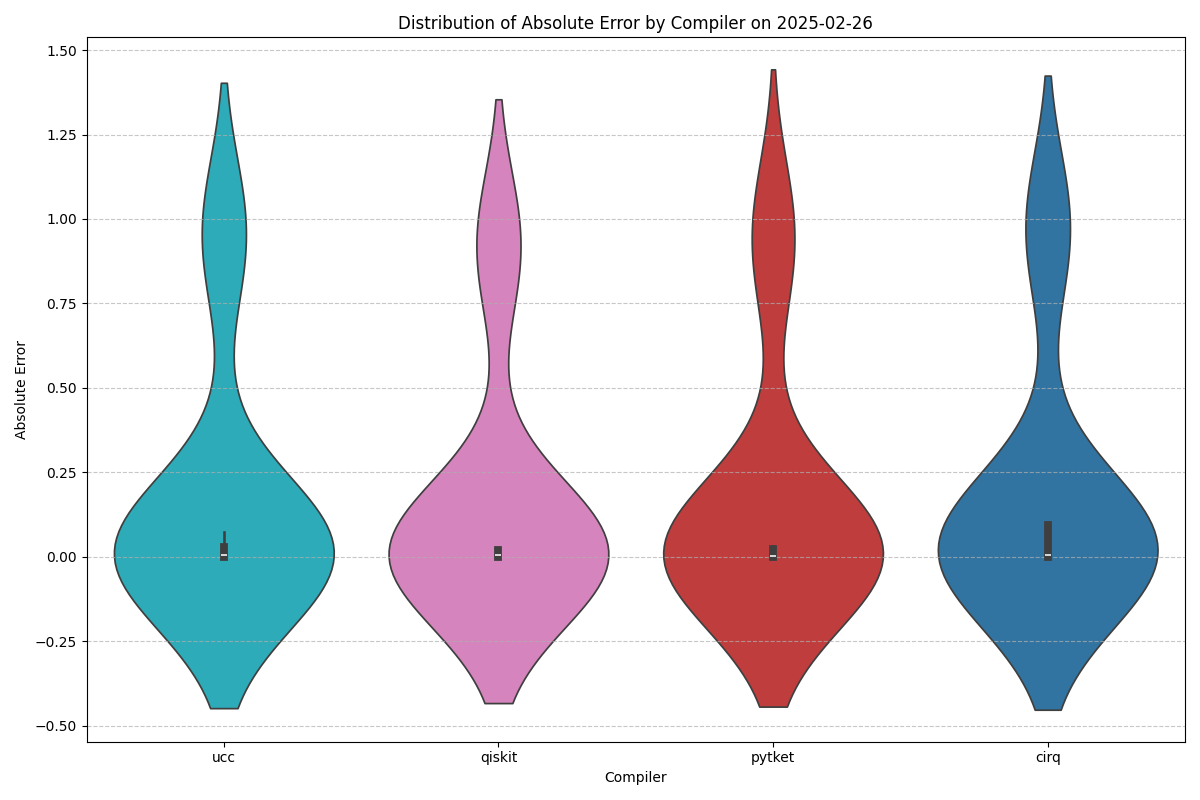 Distribution of Absolute Error by Compiler on 2025-02-26
1.50
1.25
1.00
0.75
0.50
0.25
0.00
−0.25
−0.50
Absolute Error
ucc
qiskit
pytket
cirq
Compiler